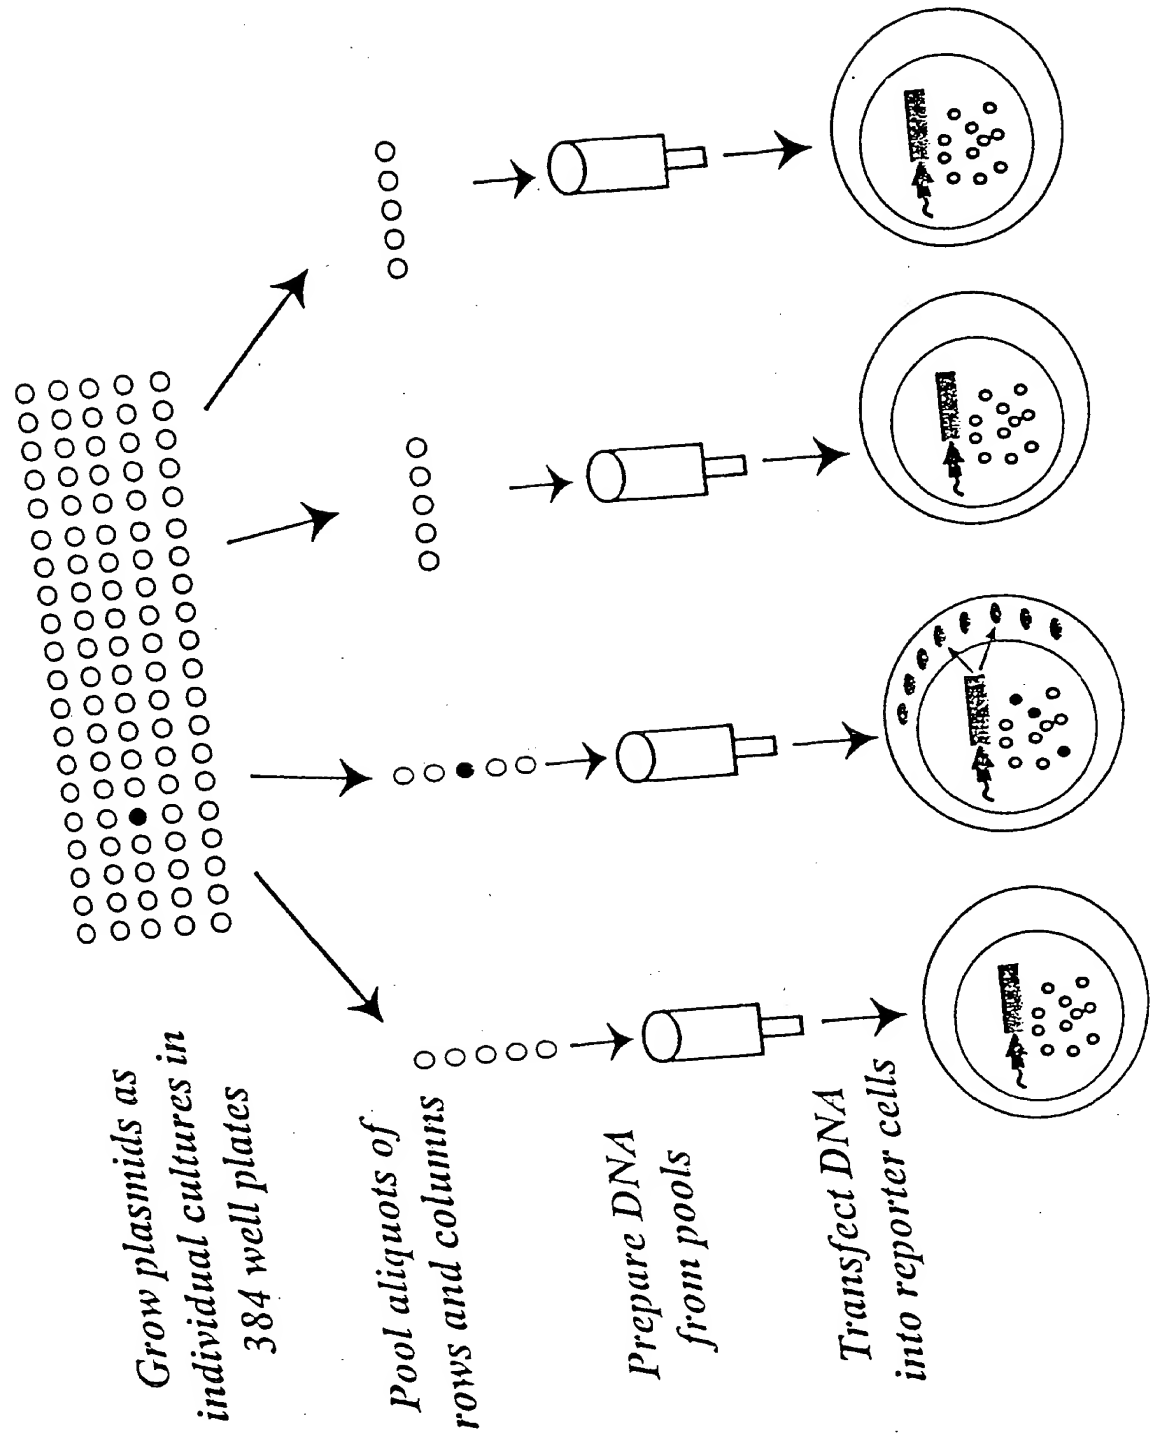 Grow plasmids as
individual cultures in
384 well plates
Pool aliquots of
rows and columns
Prepare DNA
from pools
Transfect DNA
into reporter cells